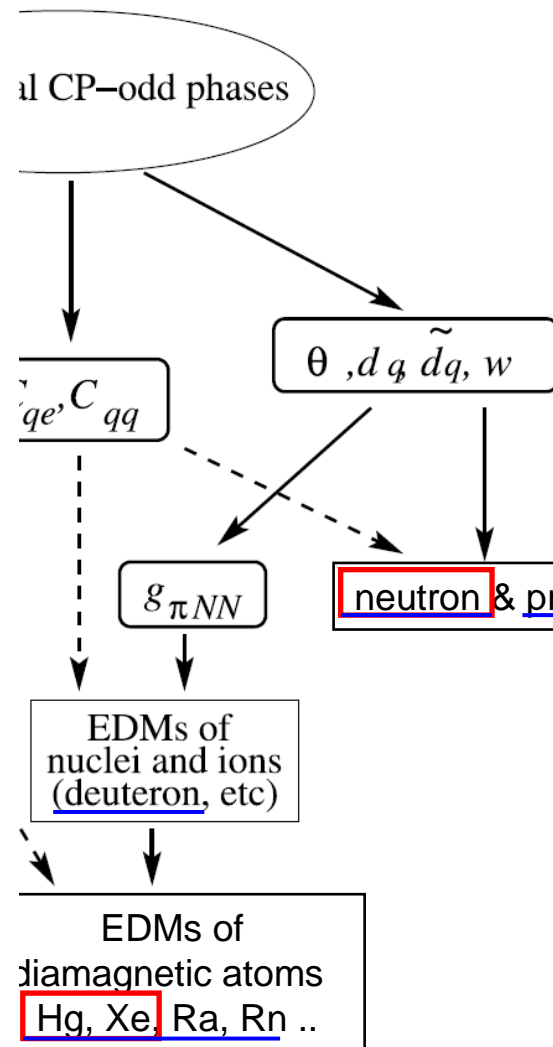 al CP–odd phases
θ ,d q, d̃q, w
qe, C qq
g πNN
neutron & pr
EDMs of
nuclei and ions
(deuteron, etc)
EDMs of
diamagnetic atoms
Hg, Xe, Ra, Rn ..